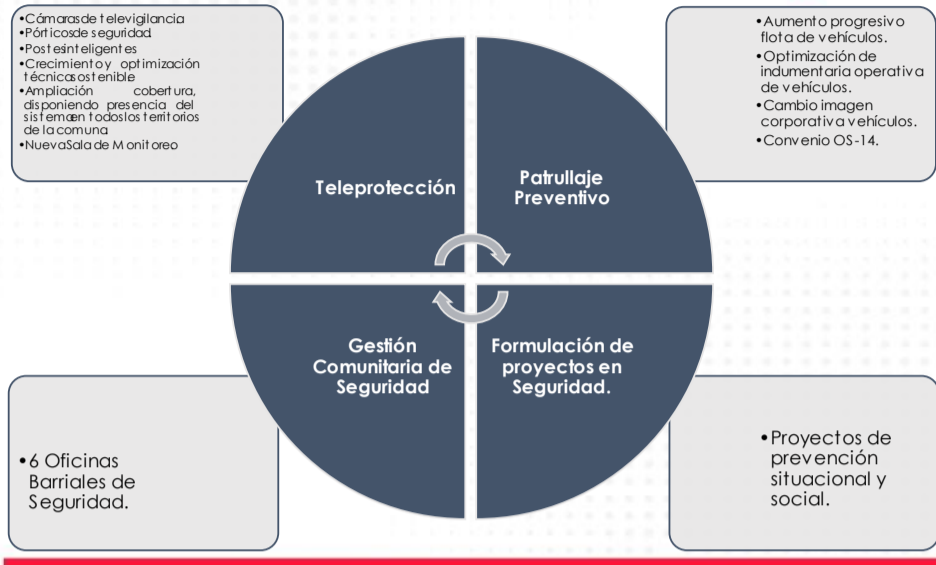 •Cámaras de televigilancia
•Pórticos de seguridad.
•Postes inteligentes
•Crecimiento y optimización
técnica sostenible
•Ampliación cobertura,
disponiendo presencia del
sistema en todos los territorios
de la comuna
•Nueva Sala de Monitoreo
•Aumento progresivo
flota de vehículos.
•Optimización de
indumentaria operativa
de vehículos.
•Cambio imagen
corporativa vehículos.
•Convenio OS-14.
Teleprotección
Patrullaje
Preventivo
Gestión
Comunitaria de
Seguridad
Formulación de
proyectos en
Seguridad.
•6 Oficinas
Barriales de
Seguridad.
•Proyectos de
prevención
situacional y
social.